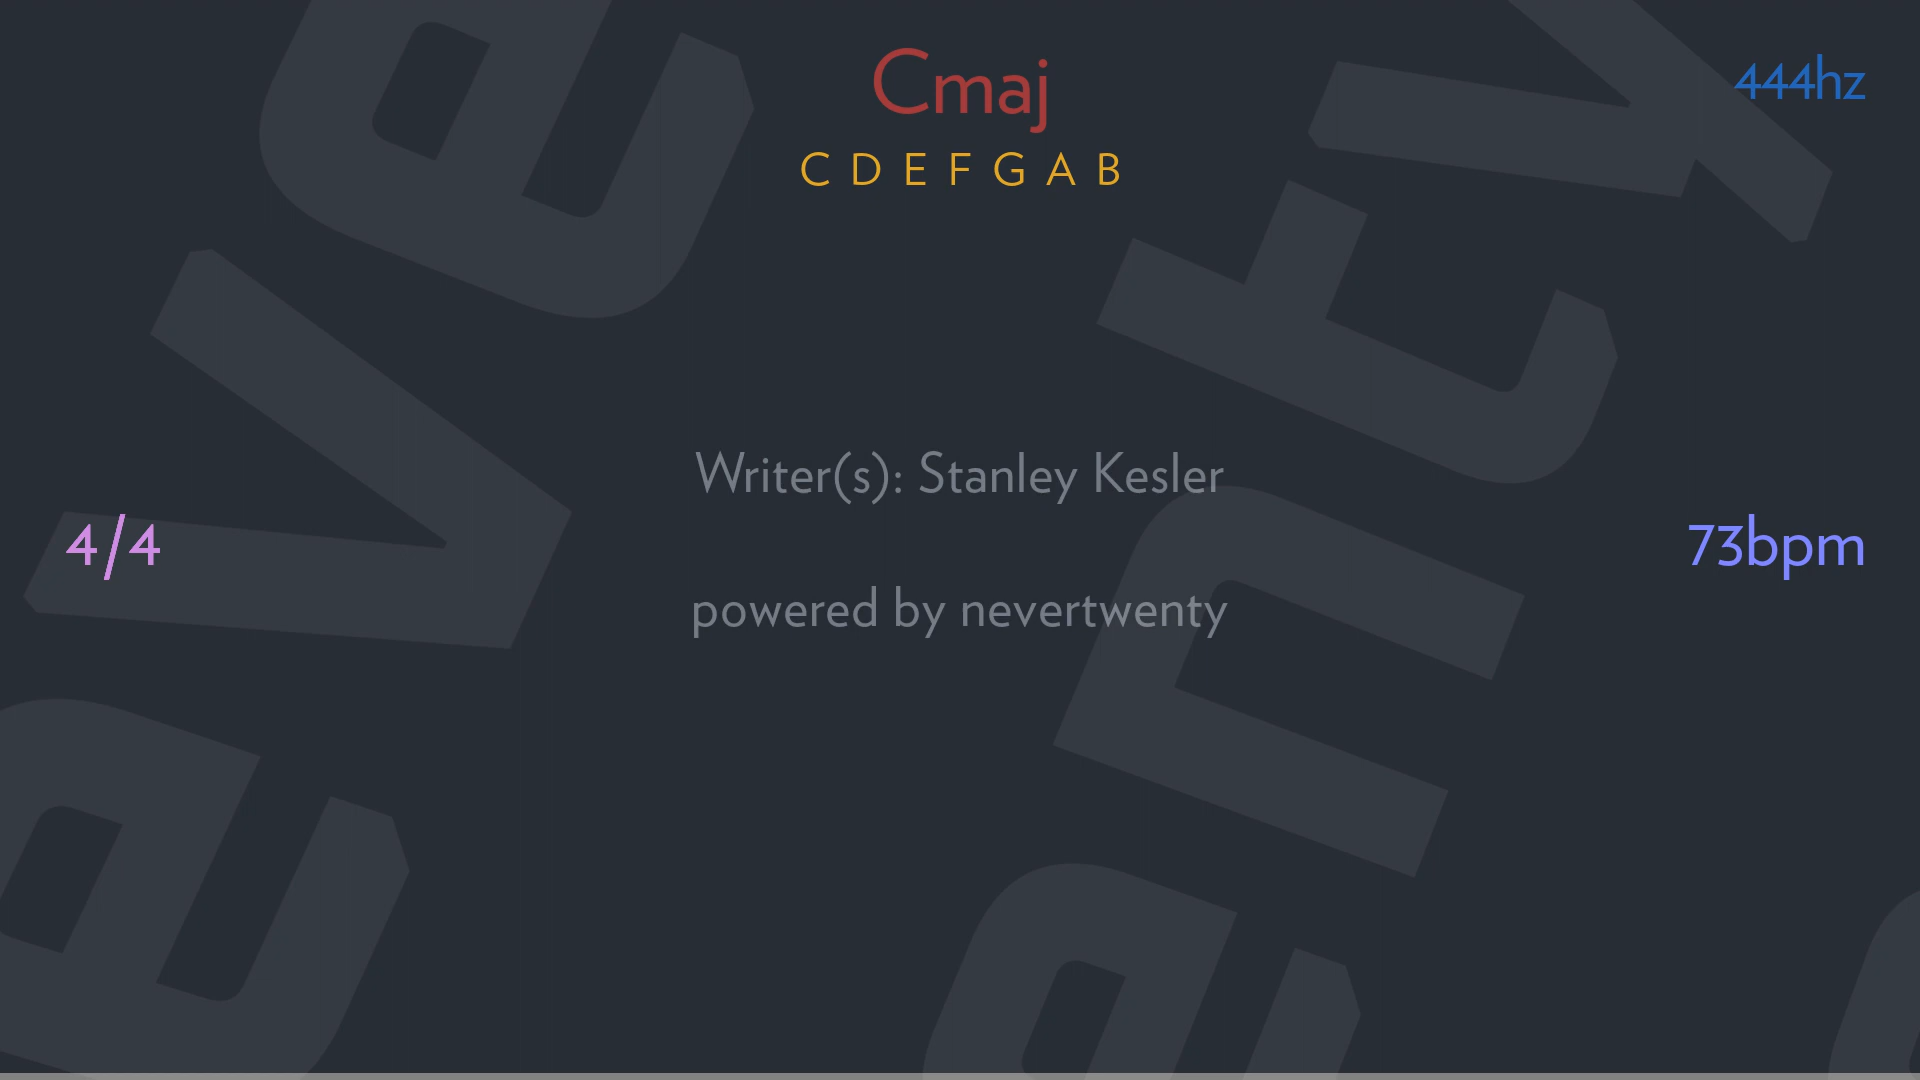 Cmaj
444hz
C D E F G A B
Writer(s): Stanley Kesler
4/4
73bpm
powered by nevertwenty